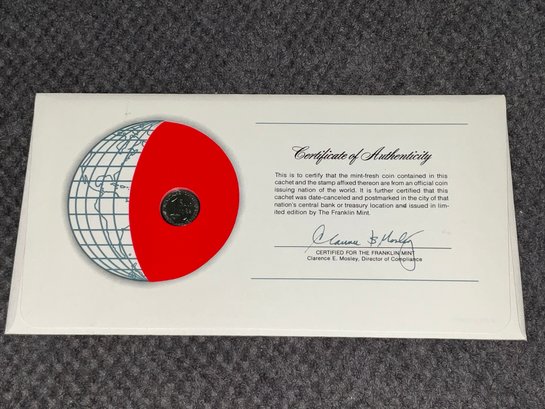 Certificate of Authenticity
This is to certify that the mint-fresh coin contained in this
cachet and the stamp affixed thereon are from an official coin
issuing nation of the world. It is further certified that this
cachet was date-canceled and postmarked in the city of that
nation's central bank or treasury location and issued in lim-
ited edition by The Franklin Mint.
Clarence E Mosley
CERTIFIED FOR THE FRANKLIN MINT
Clarence E. Mosley, Director of Compliance